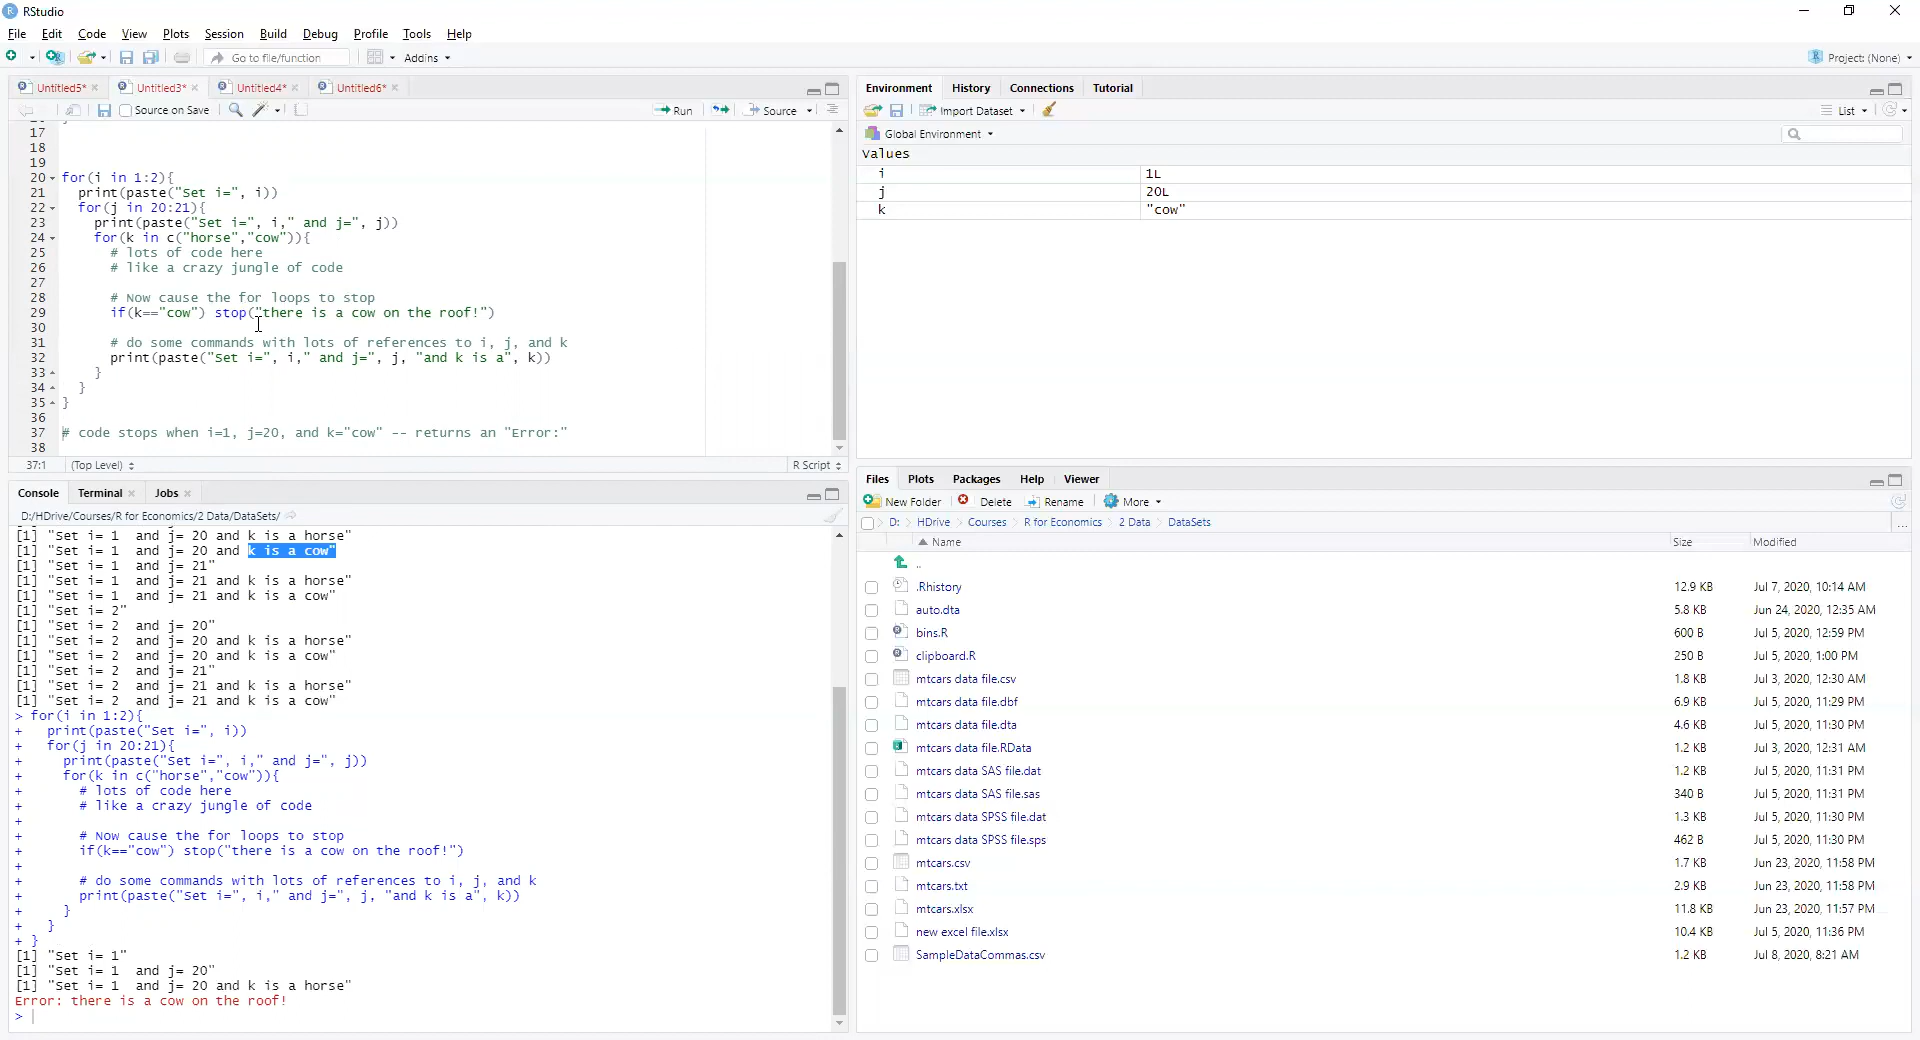 RStudio
File Edit Code View Plots Session Build Debug Profile Tools Help
Go to file/function Addins Project: (None)
Untitled5* Untitled3* Untitled4* Untitled6*
Source on Save Run Source
17
18
19
20 for(i in 1:2){
21 print(paste("Set i=", i))
22 for(j in 20:21){
23 print(paste("Set i=", i," and j=", j))
24 for(k in c("horse","cow")){
25 # lots of code here
26 # like a crazy jungle of code
27
28 # Now cause the for loops to stop
29 if(k=="cow") stop("there is a cow on the roof!")
30
31 # do some commands with lots of references to i, j, and k
32 print(paste("Set i=", i," and j=", j, "and k is a", k))
33 }
34 }
35 }
36
37 # code stops when i=1, j=20, and k="cow" -- returns an "Error:"
38
37:1 (Top Level) R Script
Console Terminal Jobs
D:/HDrive/Courses/R for Economics/2 Data/DataSets/
[1] "Set i= 1  and j= 20 and k is a horse"
[1] "Set i= 1  and j= 20 and k is a cow"
[1] "Set i= 1  and j= 21"
[1] "Set i= 1  and j= 21 and k is a horse"
[1] "Set i= 1  and j= 21 and k is a cow"
[1] "Set i= 2"
[1] "Set i= 2  and j= 20"
[1] "Set i= 2  and j= 20 and k is a horse"
[1] "Set i= 2  and j= 20 and k is a cow"
[1] "Set i= 2  and j= 21"
[1] "Set i= 2  and j= 21 and k is a horse"
[1] "Set i= 2  and j= 21 and k is a cow"
> for(i in 1:2){
+   print(paste("Set i=", i))
+   for(j in 20:21){
+     print(paste("Set i=", i," and j=", j))
+     for(k in c("horse","cow")){
+       # lots of code here
+       # like a crazy jungle of code
+
+       # Now cause the for loops to stop
+       if(k=="cow") stop("there is a cow on the roof!")
+
+       # do some commands with lots of references to i, j, and k
+       print(paste("Set i=", i," and j=", j, "and k is a", k))
+     }
+   }
+ }
[1] "Set i= 1"
[1] "Set i= 1  and j= 20"
[1] "Set i= 1  and j= 20 and k is a horse"
Error: there is a cow on the roof!
>
Environment History Connections Tutorial
Import Dataset List
Global Environment
Values
i 1L
j 20L
k "cow"
Files Plots Packages Help Viewer
New Folder Delete Rename More
D: HDrive Courses R for Economics 2 Data DataSets ...
Name Size Modified
..
.Rhistory 12.9 KB Jul 7, 2020, 10:14 AM
auto.dta 5.8 KB Jun 24, 2020, 12:35 AM
bins.R 600 B Jul 5, 2020, 12:59 PM
clipboard.R 250 B Jul 5, 2020, 1:00 PM
mtcars data file.csv 1.8 KB Jul 3, 2020, 12:30 AM
mtcars data file.dbf 6.9 KB Jul 5, 2020, 11:29 PM
mtcars data file.dta 4.6 KB Jul 5, 2020, 11:30 PM
mtcars data file.RData 1.2 KB Jul 3, 2020, 12:31 AM
mtcars data SAS file.dat 1.2 KB Jul 5, 2020, 11:31 PM
mtcars data SAS file.sas 340 B Jul 5, 2020, 11:31 PM
mtcars data SPSS file.dat 1.3 KB Jul 5, 2020, 11:30 PM
mtcars data SPSS file.sps 462 B Jul 5, 2020, 11:30 PM
mtcars.csv 1.7 KB Jun 23, 2020, 11:58 PM
mtcars.txt 2.9 KB Jun 23, 2020, 11:58 PM
mtcars.xlsx 11.8 KB Jun 23, 2020, 11:57 PM
new excel file.xlsx 10.4 KB Jul 5, 2020, 11:36 PM
SampleDataCommas.csv 1.2 KB Jul 8, 2020, 8:21 AM